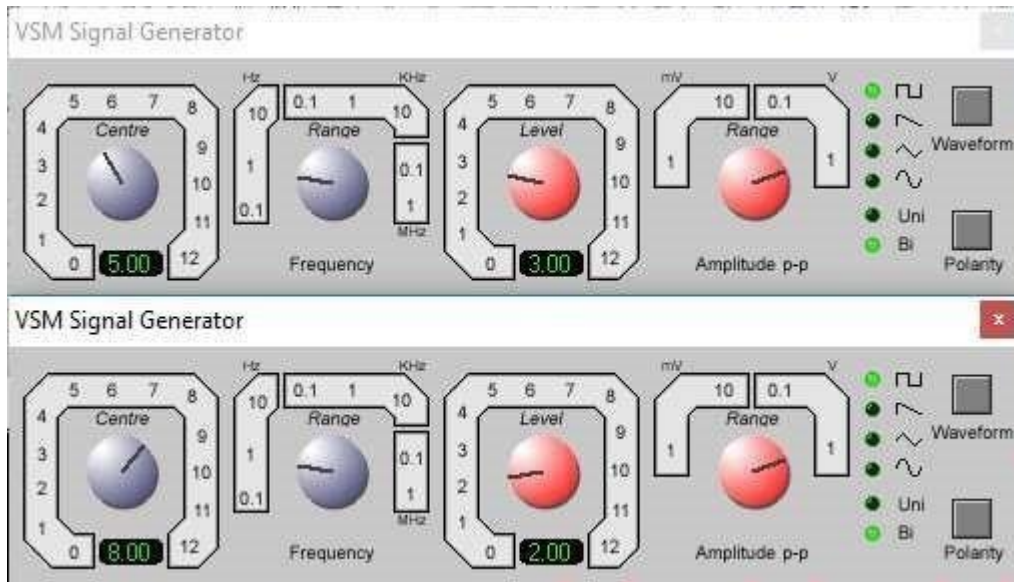 VSM Signal Generator
x
Hz KHz mV V
5 6 7 8 10 0.1 1 10 5 6 7 8 10 0.1
4 Centre 9 1 Range 0.1 4 Level 9 1 Range 1
3 10 0.1 1 3 10
2 11 MHz 2 11
1 12 1 12
0 5.00 Frequency 0 3.00 Amplitude p-p
Waveform
Uni
Bi Polarity
VSM Signal Generator
x
Hz KHz mV V
5 6 7 8 10 0.1 1 10 5 6 7 8 10 0.1
4 Centre 9 1 Range 0.1 4 Level 9 1 Range 1
3 10 0.1 1 3 10
2 11 MHz 2 11
1 12 1 12
0 8.00 Frequency 0 2.00 Amplitude p-p
Waveform
Uni
Bi Polarity